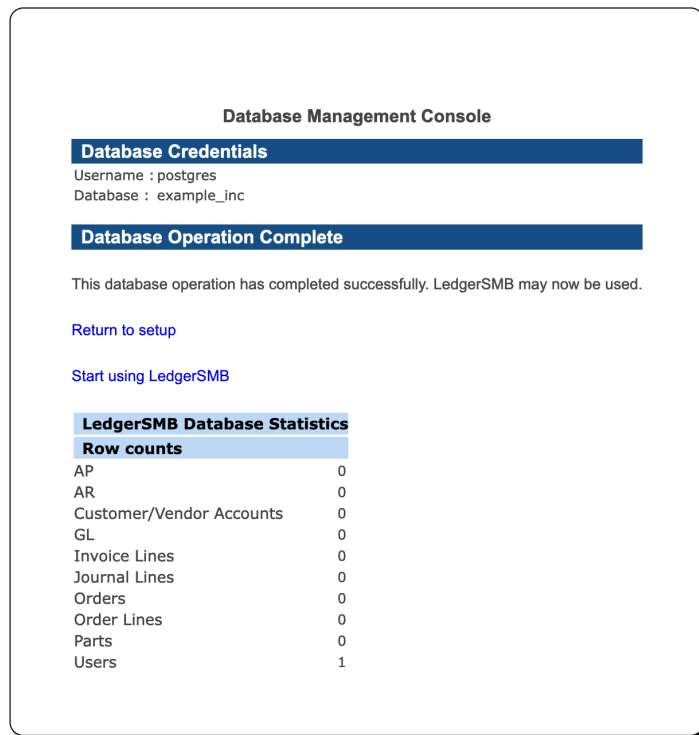 Database Management Console
Database Credentials
Username : postgres
Database : example_inc
Database Operation Complete
This database operation has completed successfully. LedgerSMB may now be used.
Return to setup
Start using LedgerSMB
LedgerSMB Database Statistics
Row counts
AP 0
AR 0
Customer/Vendor Accounts 0
GL 0
Invoice Lines 0
Journal Lines 0
Orders 0
Order Lines 0
Parts 0
Users 1